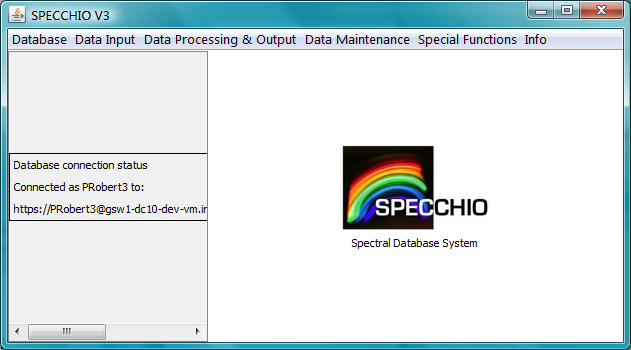 SPECCHIO V3
Database Data Input Data Processing & Output Data Maintenance Special Functions Info
Database connection status
Connected as PRobert3 to:
https://PRobert3@gsw1-dc10-dev-vm.ir
SPECCHIO
Spectral Database System